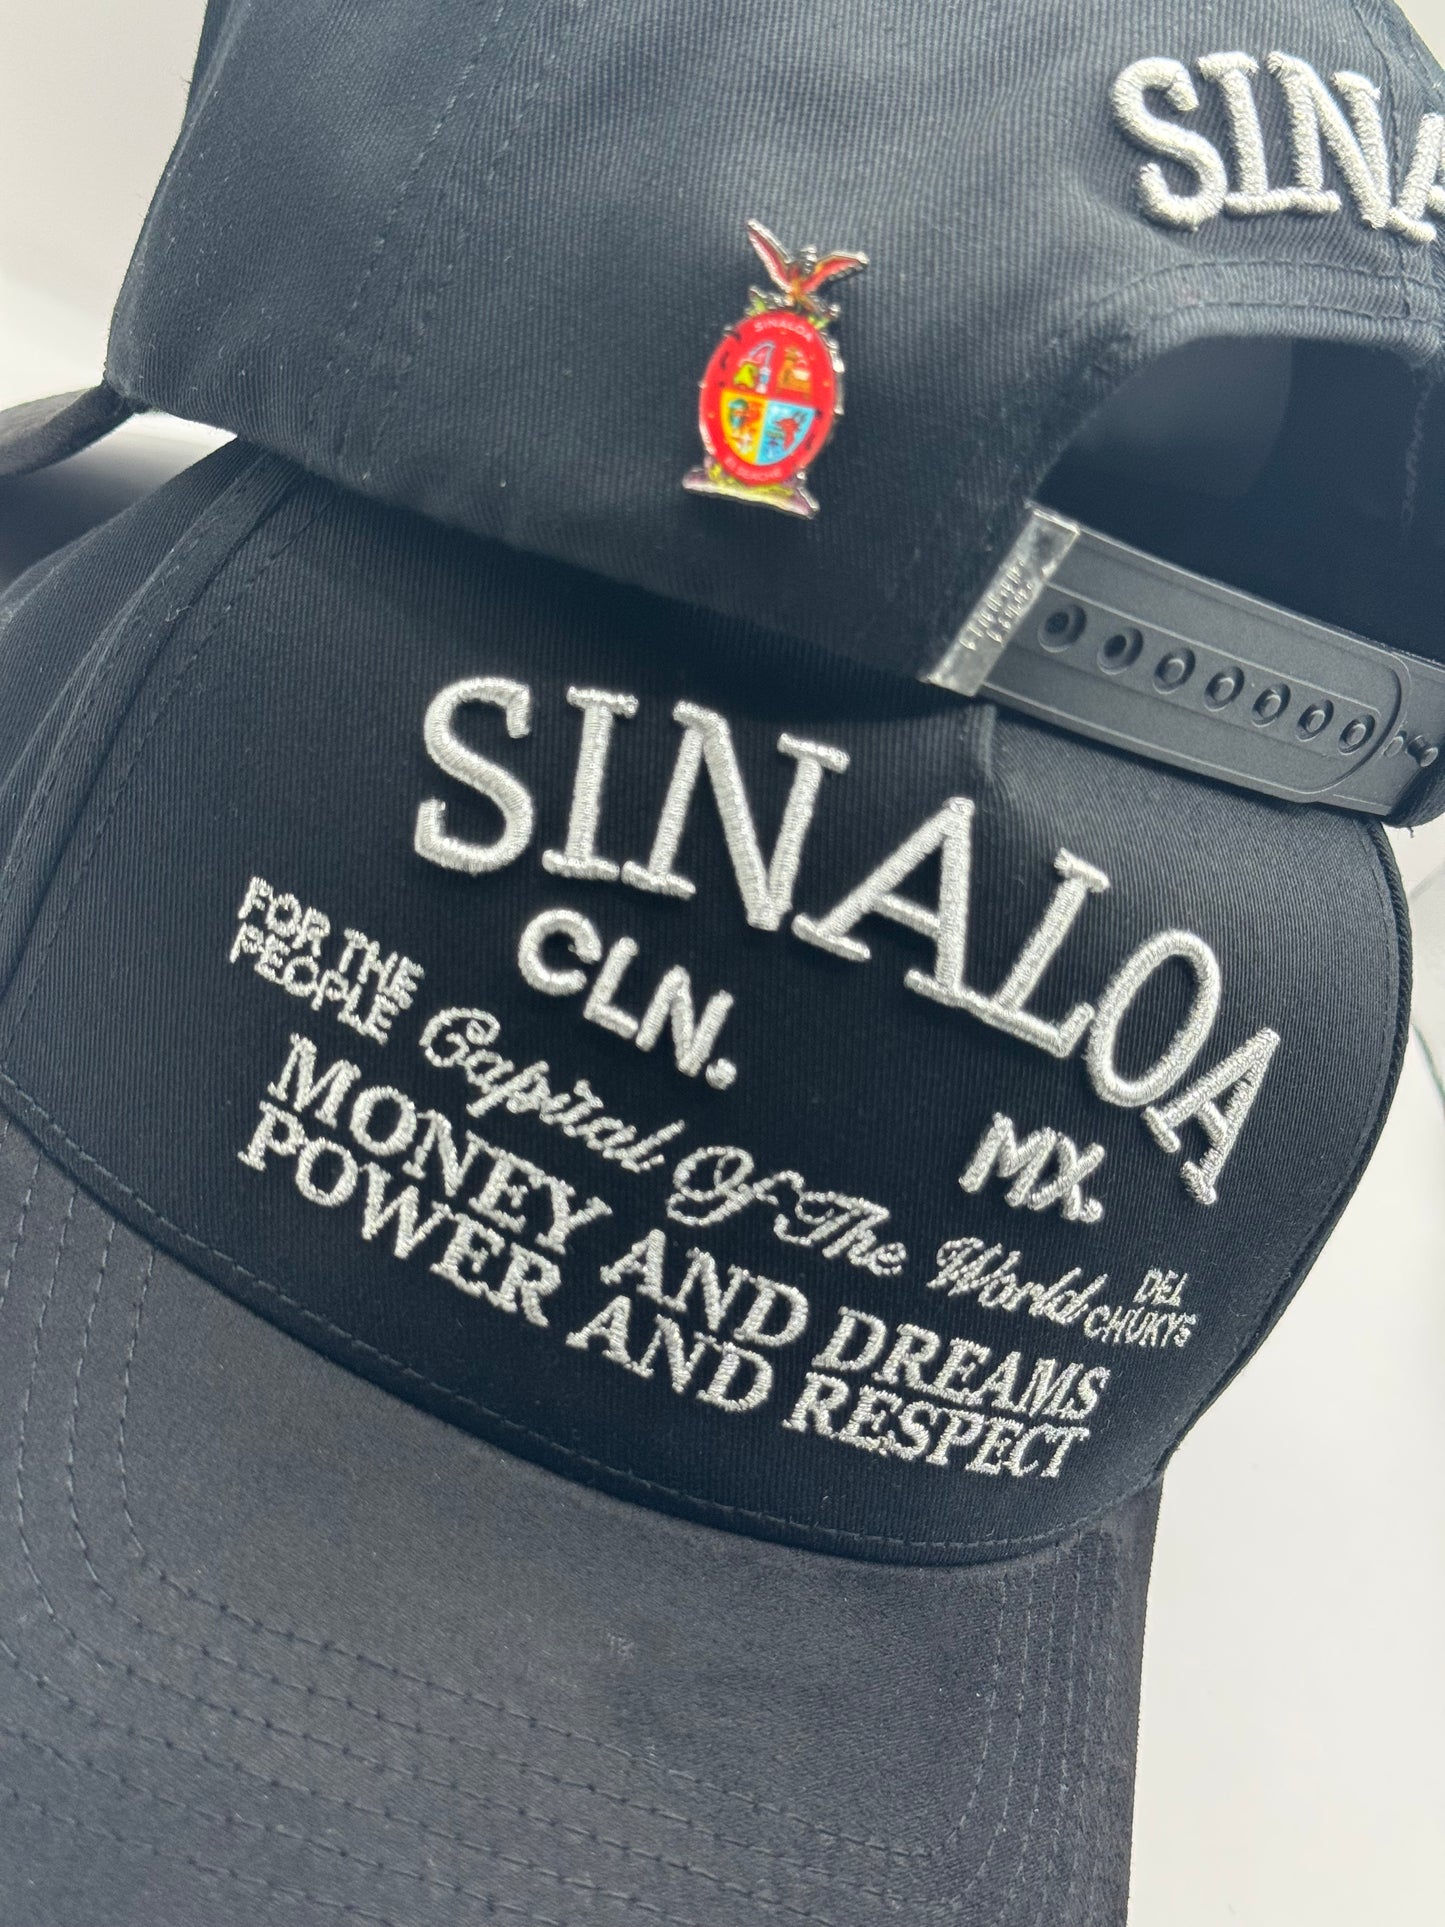 SINA
SINALOA
SINALOA
CLN.
MX.
FOR THE
PEOPLE
Capital Of The World
DEL
CHUKYS
MONEY AND DREAMS
POWER AND RESPECT